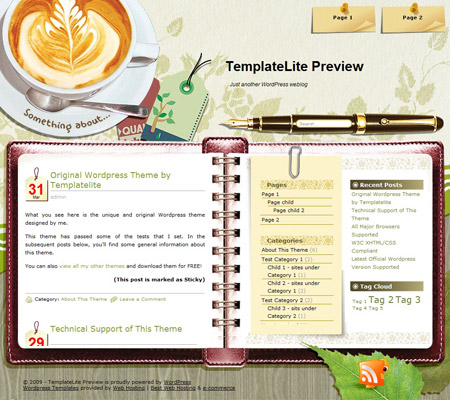 Page 1
Page 2
TemplateLite Preview
Just another WordPress weblog
Something about...
QUA
Search
31
Mar
Original Wordpress Theme by
Templatelite
admin
What you see here is the unique and original Wordpress theme
designed by me.
This theme has passed some of the tests that I set. In the
subsequent posts below, you'll find some general information
about this theme.
You can also view all my other themes and download them for FREE!
(This post is marked as Sticky)
Category: About This Theme
Leave a Comment
29
Technical Support of This Theme
Pages
Page 1
Page child
Page child 2
Page 2
Categories
About This Theme (6)
Test Category 1 (2)
Child 1 - sites under
Category 1 (1)
Child 2 - sites under
Category 1 (1)
Test Category 2 (2)
Child 3 - sites under
Category 2 (1)
Recent Posts
Original Wordpress Theme
by Templatelite
Technical Support of This
Theme
All Major Browsers
Supported
W3C XHTML/CSS
Compliant
Latest Official Wordpress
Version Supported
Tag Cloud
Tag 1 Tag 2 Tag 3
Tag 4 Tag 5
© 2009 - TemplateLite Preview is proudly powered by WordPress
Wordpress Templates provided by Web Hosting | Best Web Hosting & e-commerce